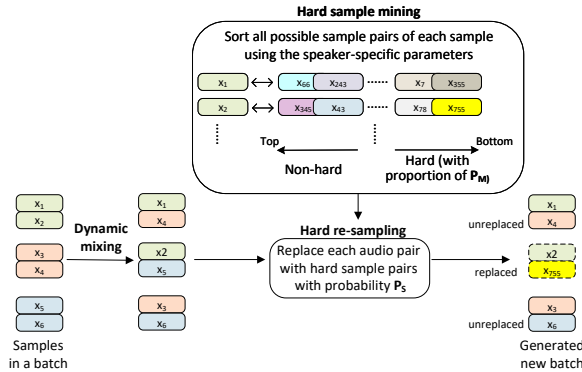 Hard sample mining
Sort all possible sample pairs of each sample
using the speaker-specific parameters
x1 x66 x243 ...... x7 x355
x2 x345 x43 ...... x78 x755
Top Bottom
Non-hard
Hard (with
proportion of PM)
x1
x2
x3
x4
x5
x6
Samples
in a batch
Dynamic
mixing
x1
x4
x2
x5
x3
x6
Hard re-sampling
Replace each audio pair
with hard sample pairs
with probability PS
x1
unreplaced x4
x2
replaced x755
x3
unreplaced x6
Generated
new batch